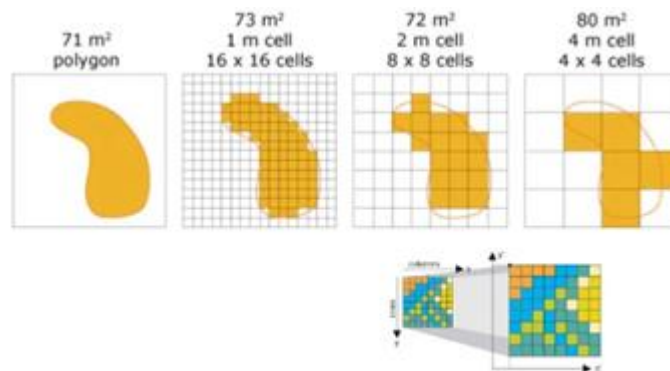 71 m²
polygon
73 m²
1 m cell
16 x 16 cells
72 m²
2 m cell
8 x 8 cells
80 m²
4 m cell
4 x 4 cells
columns